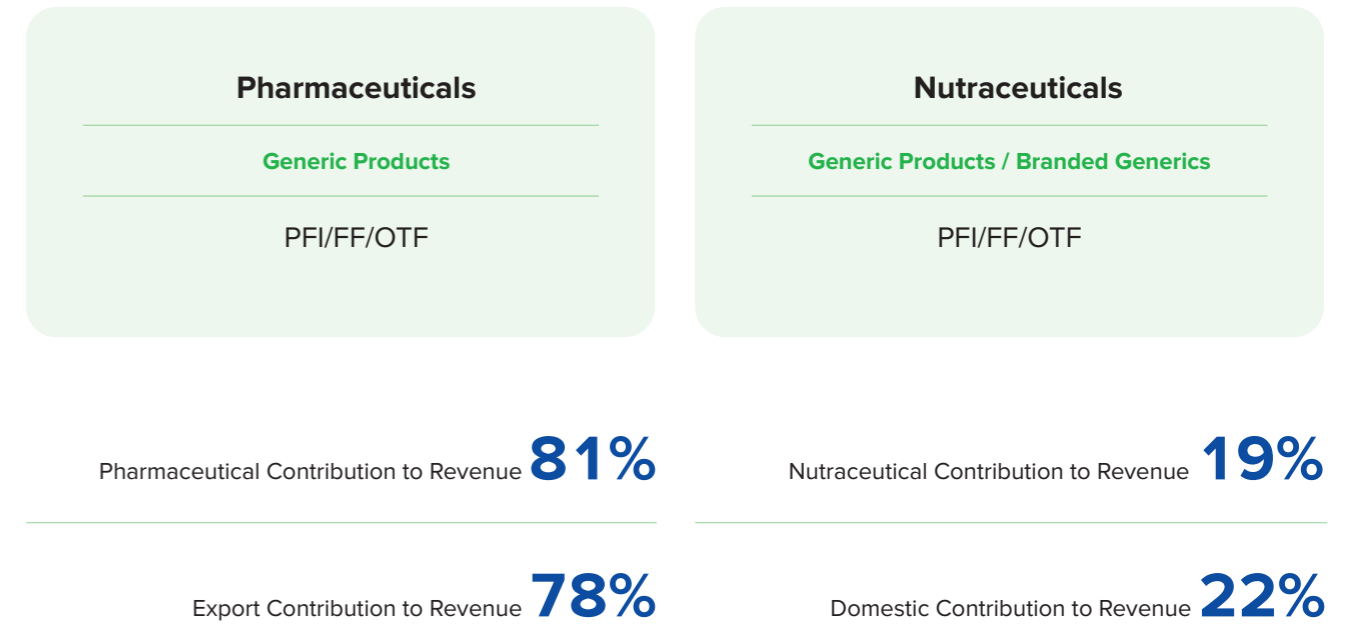 Pharmaceuticals
Generic Products
PFI/FF/OTF
Nutraceuticals
Generic Products / Branded Generics
PFI/FF/OTF
Pharmaceutical Contribution to Revenue 81%
Nutraceutical Contribution to Revenue 19%
Export Contribution to Revenue 78%
Domestic Contribution to Revenue 22%